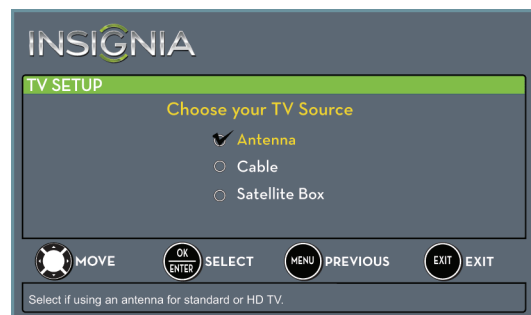 INSIGNIA
TV SETUP
Choose your TV Source
Antenna
Cable
Satellite Box
MOVE OK ENTER SELECT MENU PREVIOUS EXIT EXIT
Select if using an antenna for standard or HD TV.